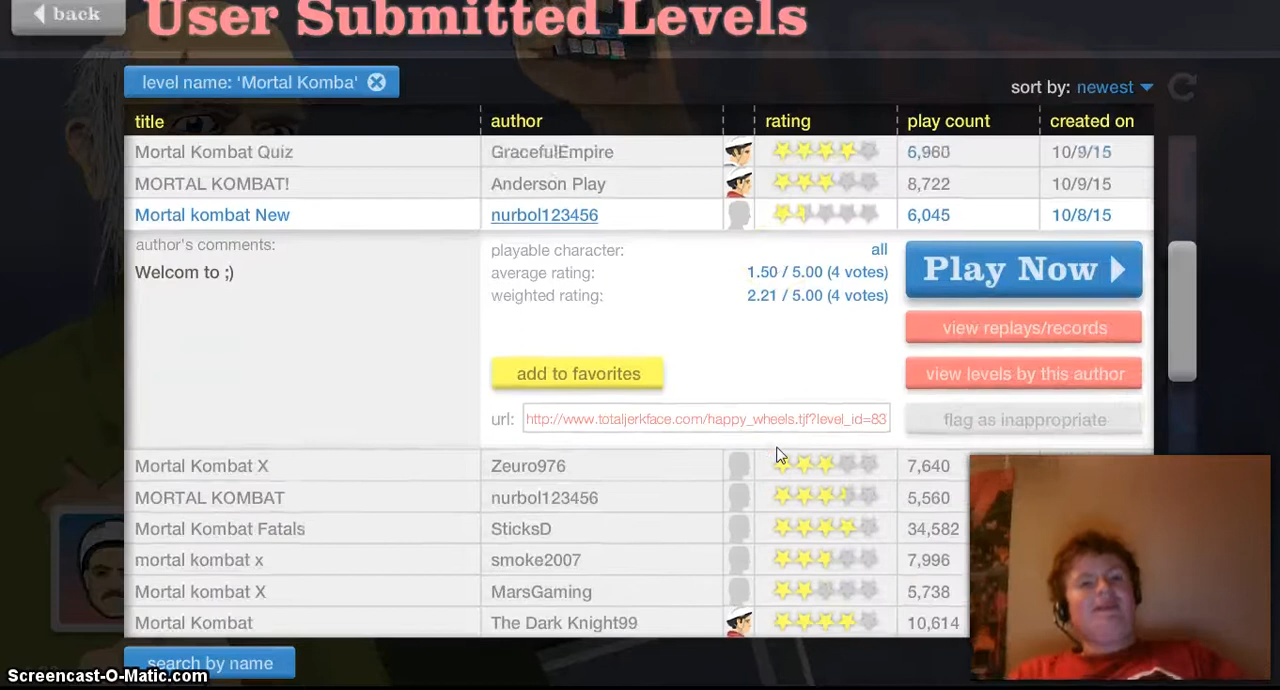 back
User Submitted Levels
level name: 'Mortal Komba'
sort by: newest
title author rating play count created on
Mortal Kombat Quiz GracefulEmpire 6,960 10/9/15
MORTAL KOMBAT! Anderson Play 8,722 10/9/15
Mortal kombat New nurbol123456 6,045 10/8/15
author's comments:
Welcom to ;)
playable character: all
average rating: 1.50 / 5.00 (4 votes)
weighted rating: 2.21 / 5.00 (4 votes)
Play Now
view replays/records
add to favorites
view levels by this author
url: http://www.totaljerkface.com/happy_wheels.tjf?level_id=83
flag as inappropriate
Mortal Kombat X Zeuro976 7,640
MORTAL KOMBAT nurbol123456 5,560
Mortal Kombat Fatals SticksD 34,582
mortal kombat x smoke2007 7,996
Mortal kombat X MarsGaming 5,738
Mortal Kombat The Dark Knight99 10,614
search by name
Screencast-O-Matic.com